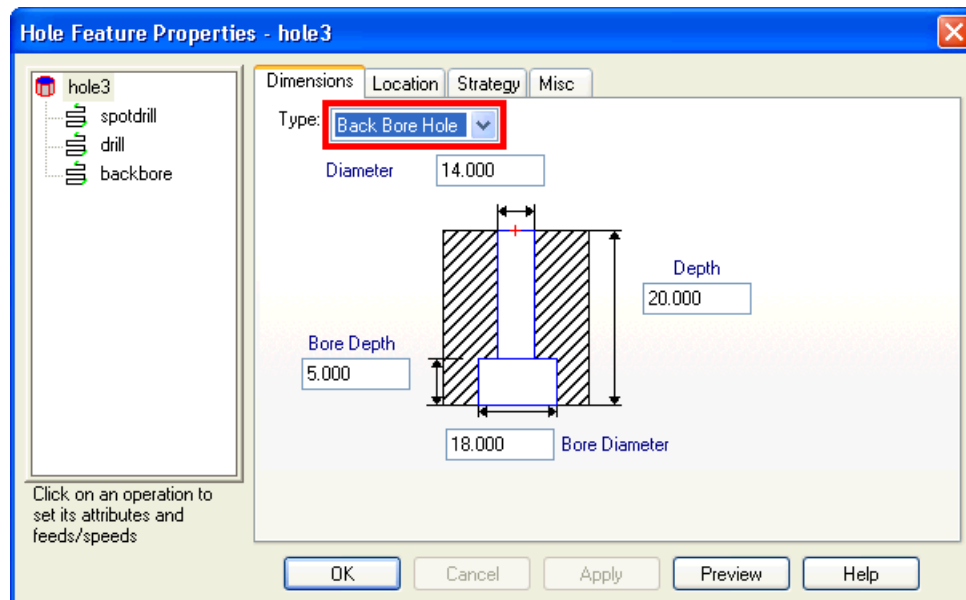 Hole Feature Properties - hole3
hole3
spotdrill
drill
backbore
Click on an operation to
set its attributes and
feeds/speeds
Dimensions Location Strategy Misc
Type: Back Bore Hole
Diameter 14.000
Depth
20.000
Bore Depth
5.000
18.000 Bore Diameter
OK Cancel Apply Preview Help